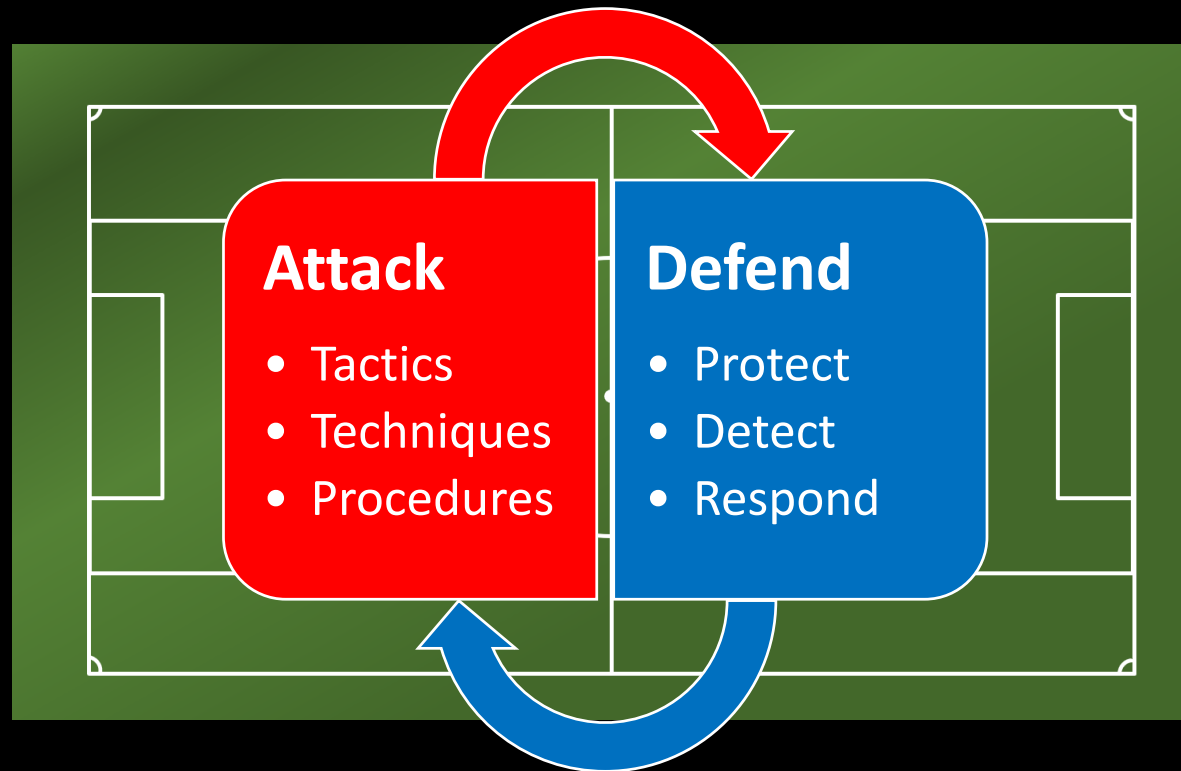 Attack
• Tactics
• Techniques
• Procedures
Defend
• Protect
• Detect
• Respond